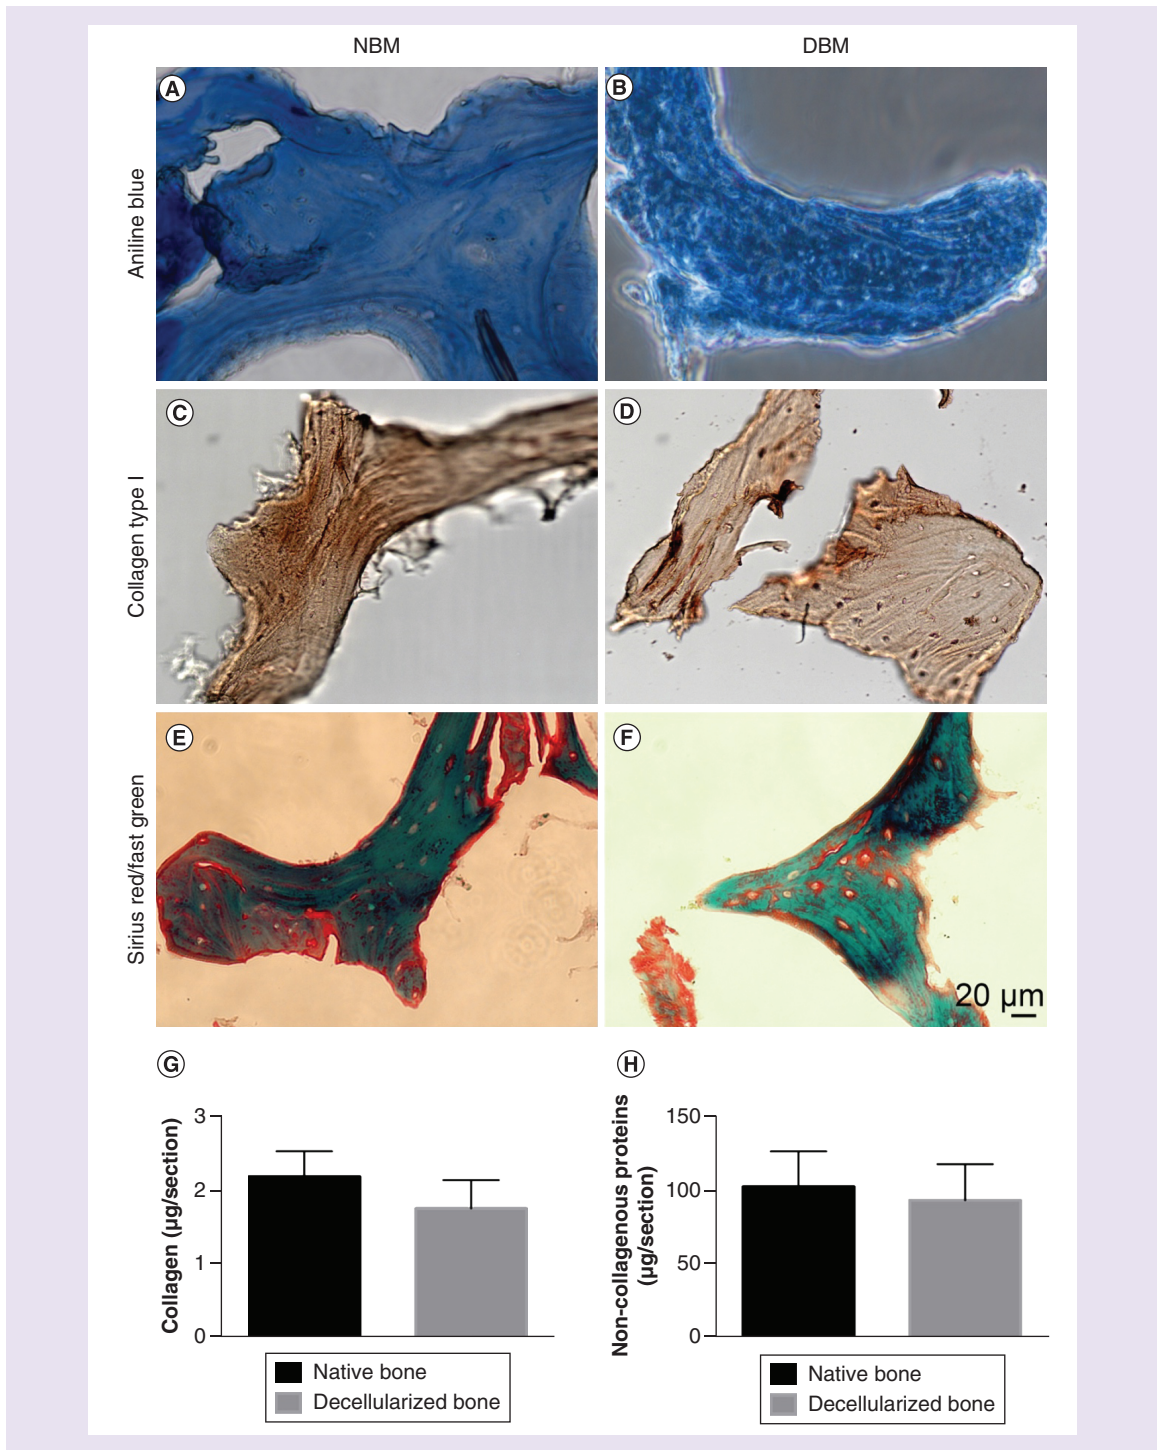 NBM
DBM
A
B
Aniline blue
C
D
Collagen type I
E
F
Sirius red/fast green
20 µm
G
H
Collagen (µg/section)
3
2
1
0
Non-collagenous proteins
(µg/section)
150
100
50
0
Native bone
Decellularized bone
Native bone
Decellularized bone